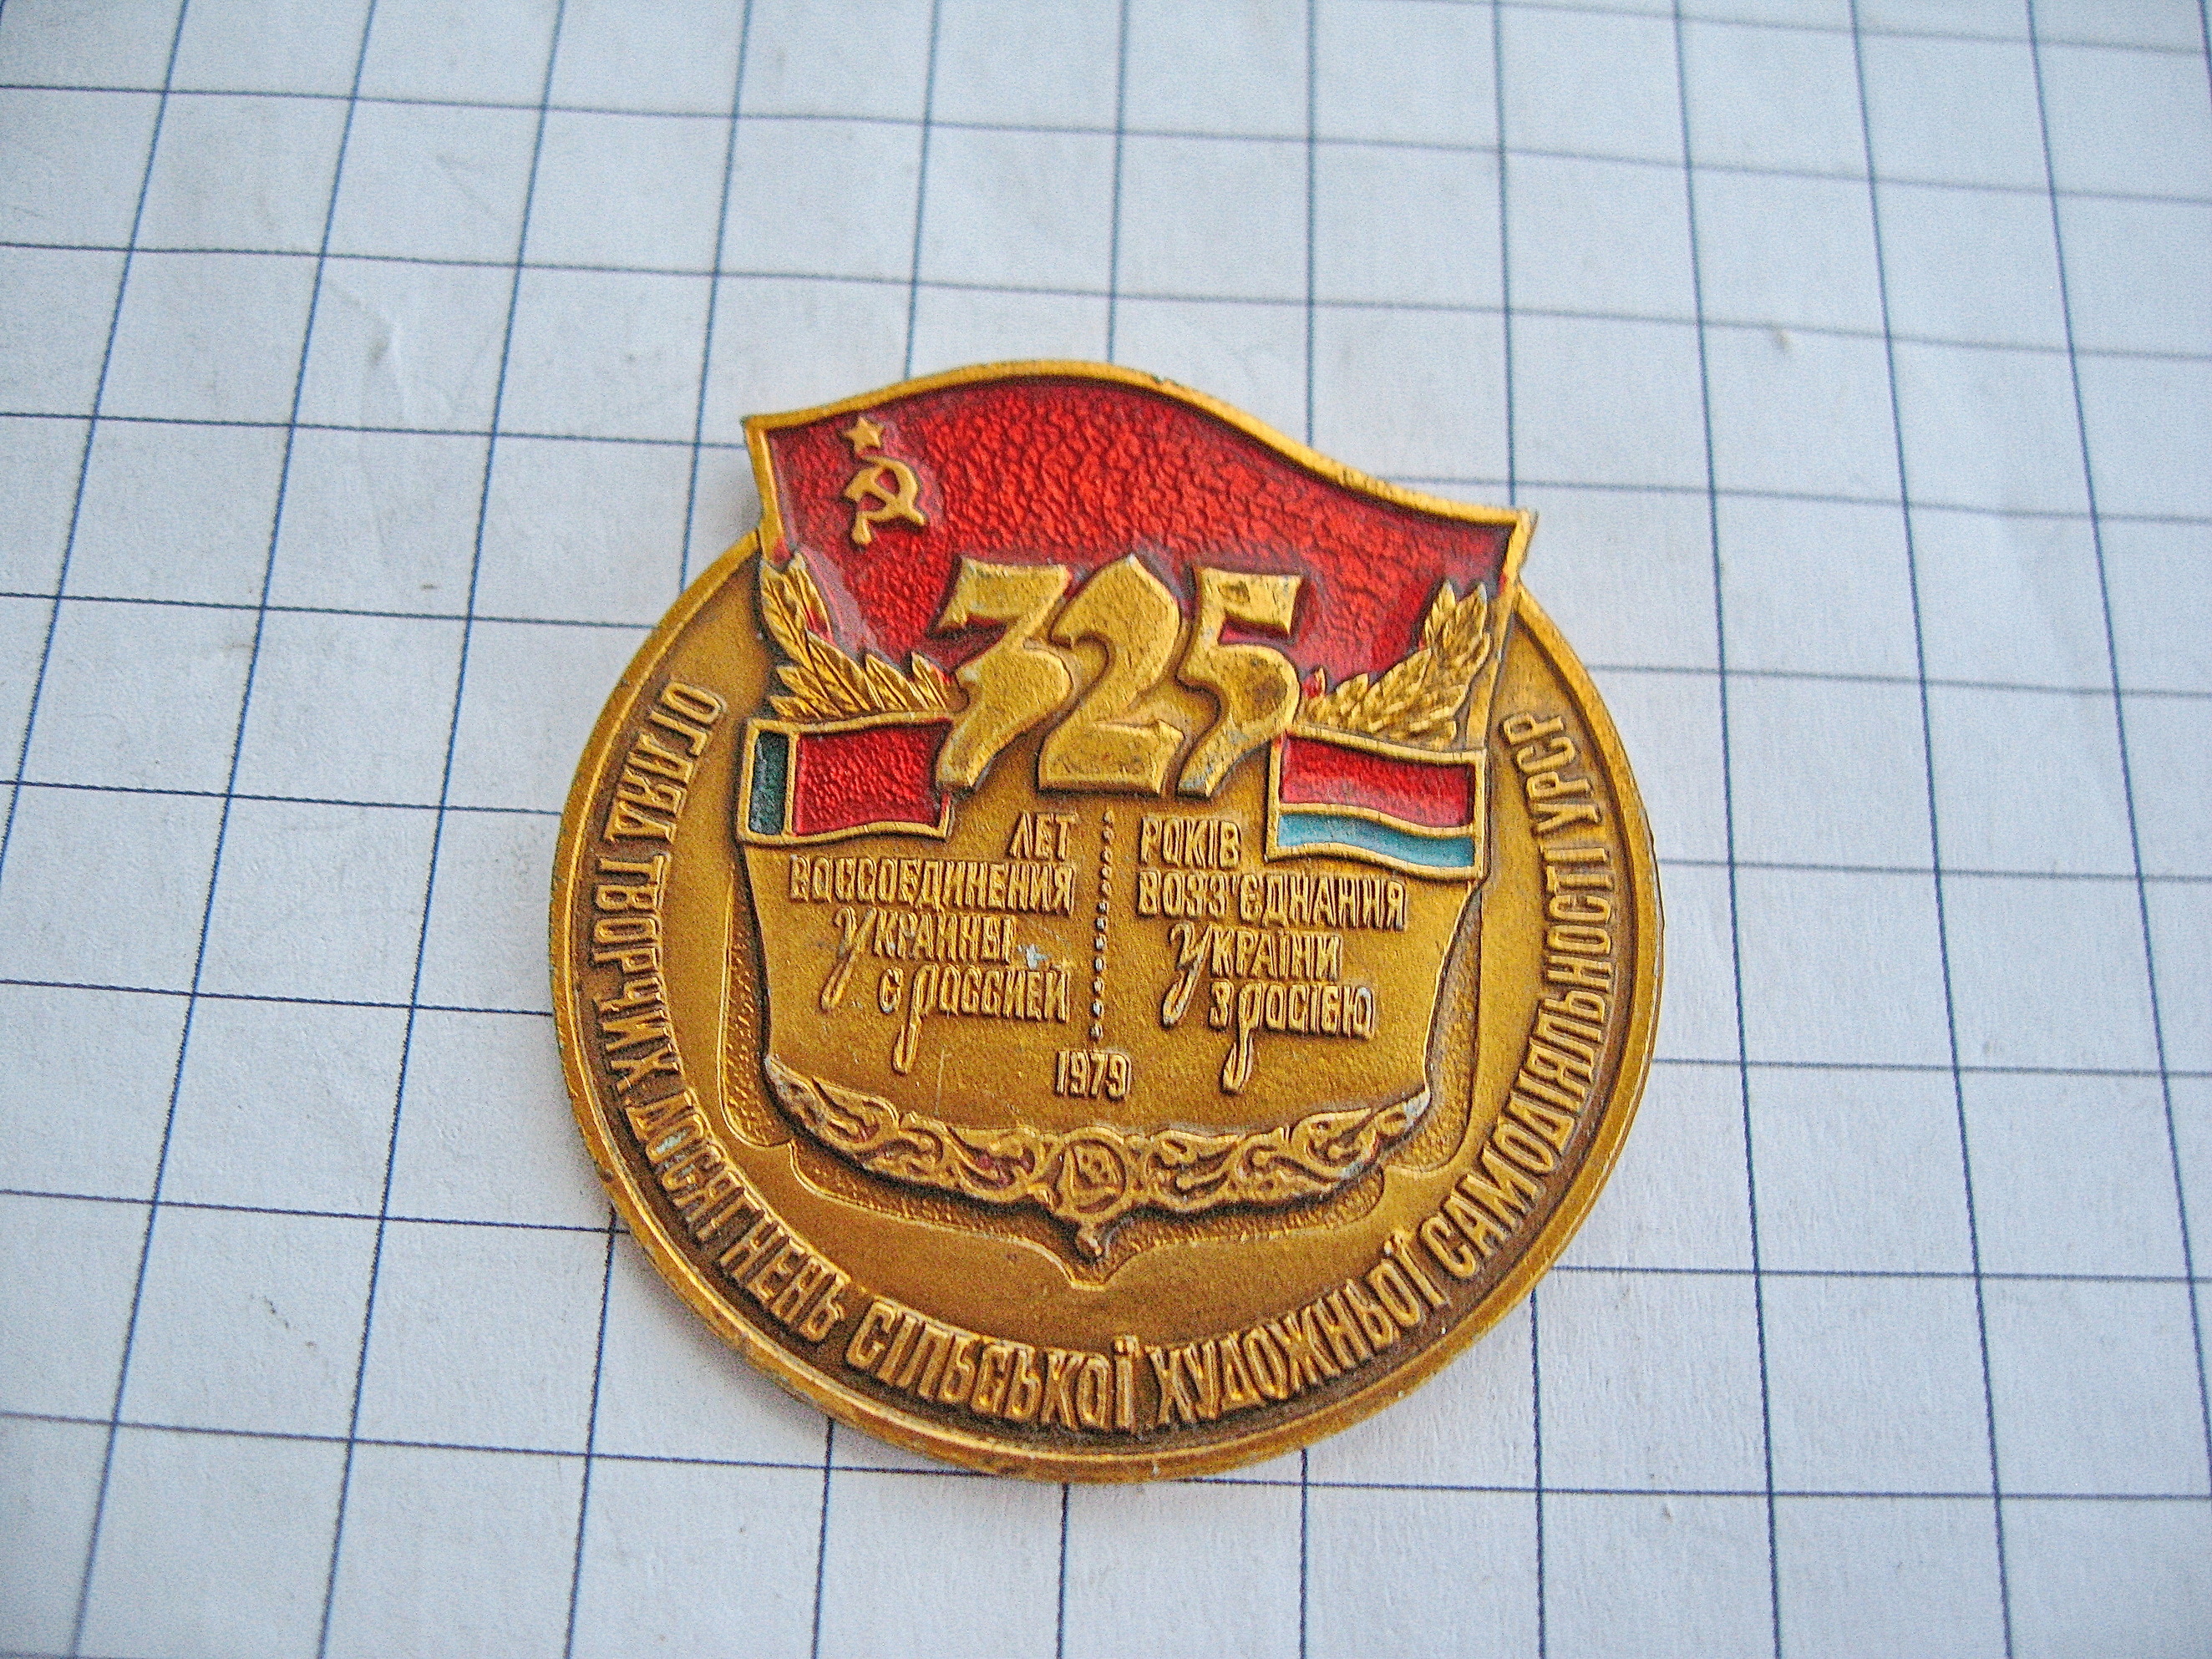 325
ЛЕТ
ВОССОЕДИНЕНИЯ
УКРАИНЫ
С РОССИЕЙ
РОКІВ
ВОЗЗ'ЄДНАННЯ
УКРАЇНИ
З РОСІЄЮ
1979
ОГЛЯД ТВОРЧИХ ДОСЯГНЕНЬ СІЛЬСЬКОЇ ХУДОЖНЬОЇ САМОДІЯЛЬНОСТІ УРСР